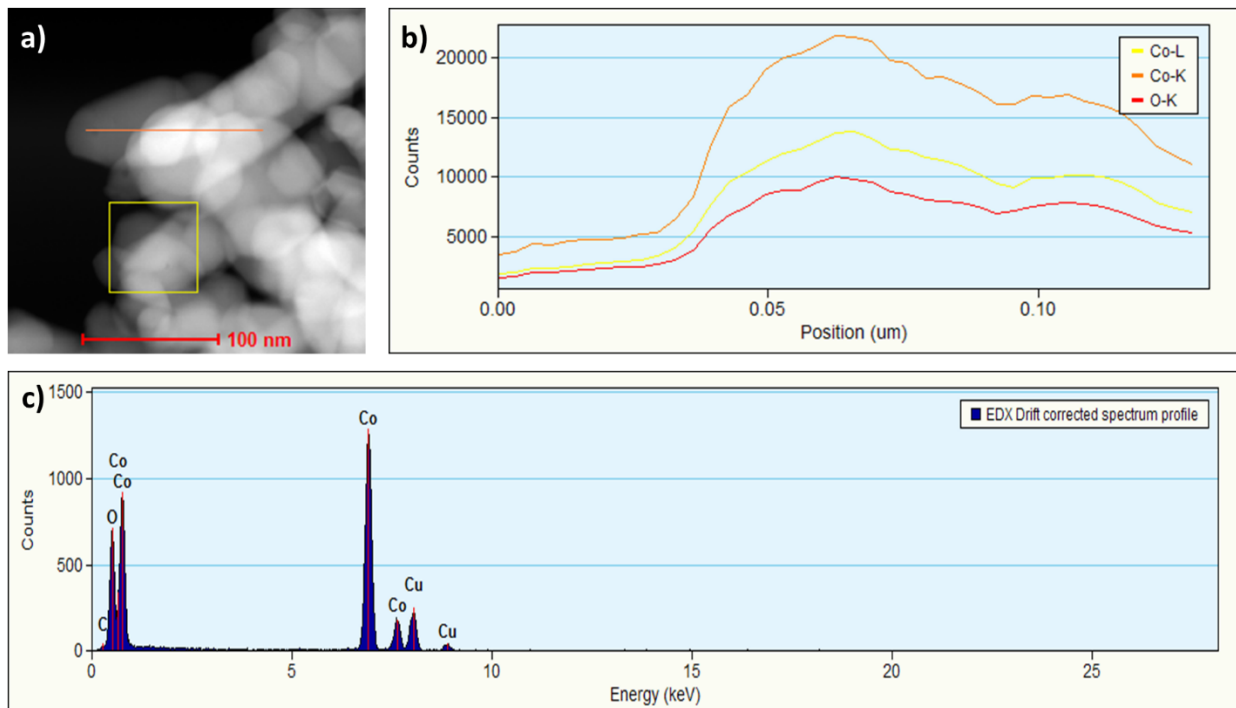 a)
100 nm
b)
20000
15000
10000
5000
Counts
0.00
0.05
0.10
Position (um)
Co-L
Co-K
O-K
c)
1500
1000
500
0
Counts
Co
Co
O
C
Co
Co
Cu
Cu
EDX Drift corrected spectrum profile
0
5
10
15
20
25
Energy (keV)